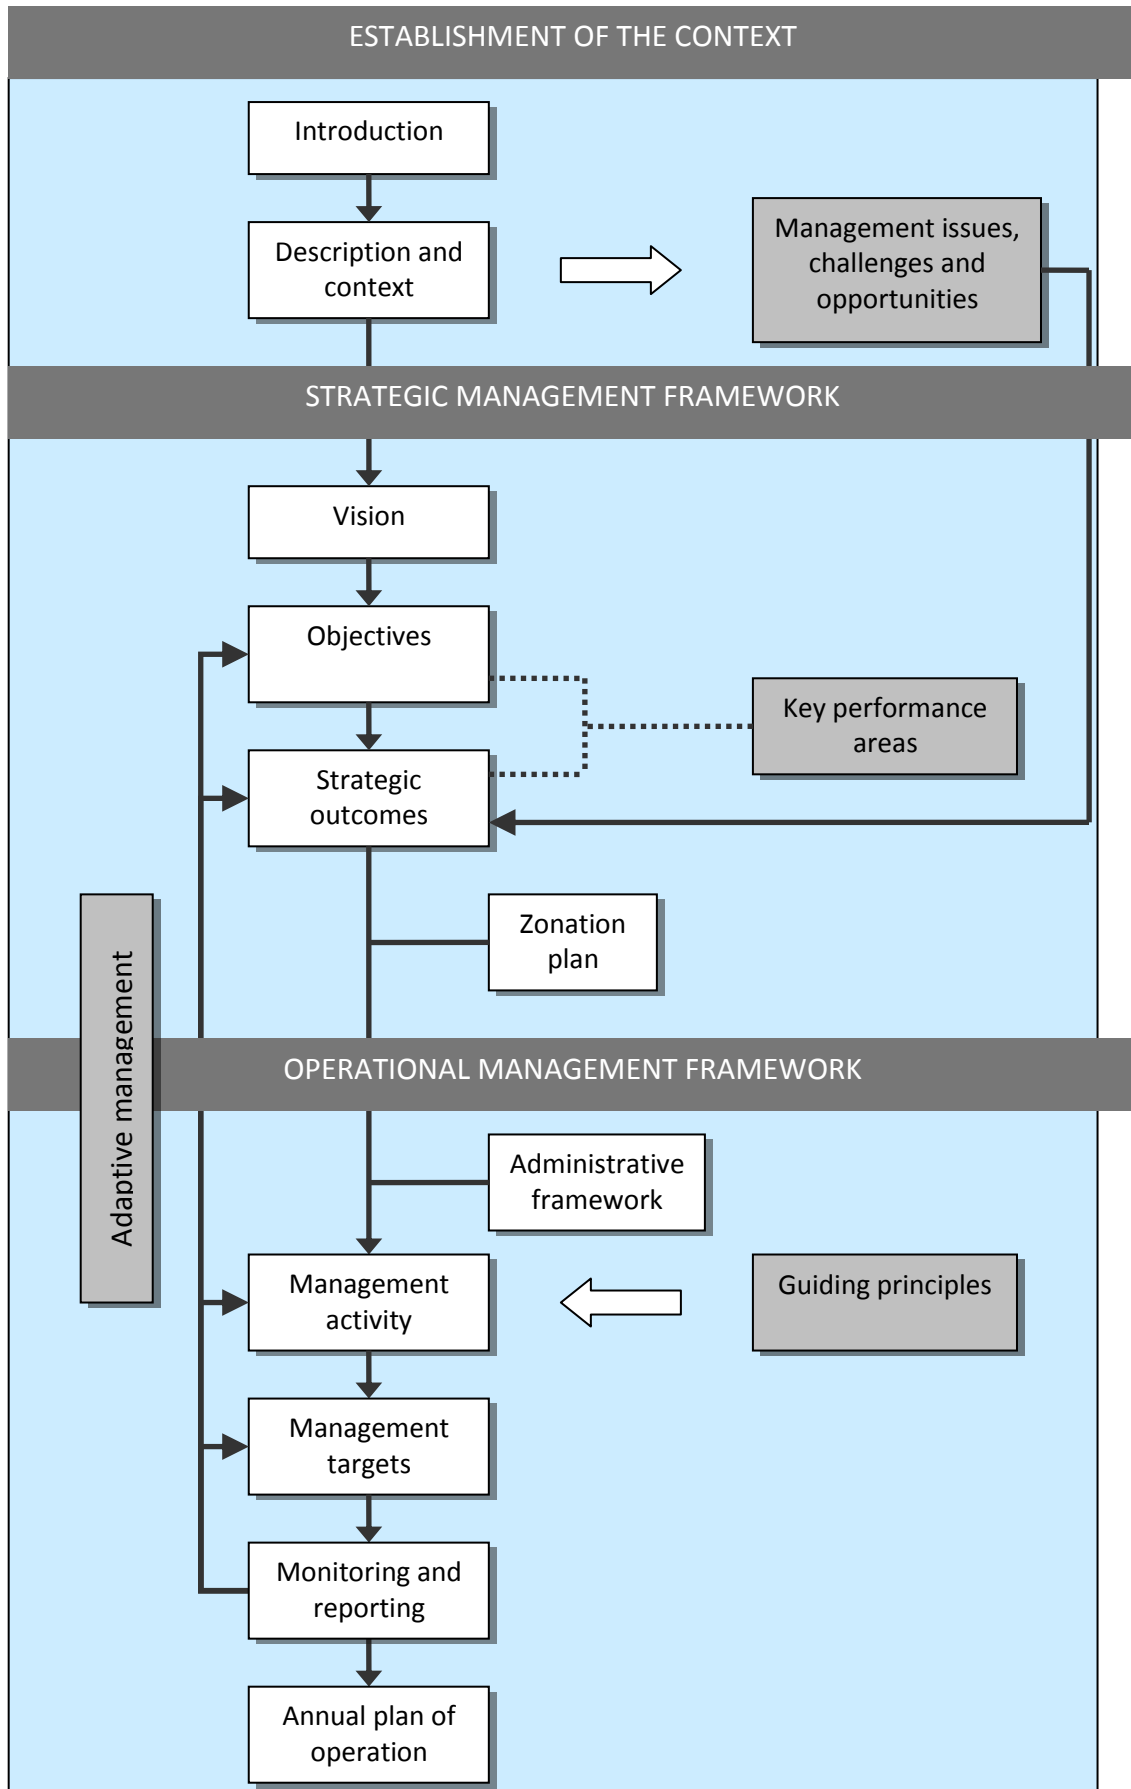 ESTABLISHMENT OF THE CONTEXT
Introduction
Description and
context
Management issues,
challenges and
opportunities
STRATEGIC MANAGEMENT FRAMEWORK
Vision
Objectives
Key performance
areas
Strategic
outcomes
Zonation
plan
Adaptive management
OPERATIONAL MANAGEMENT FRAMEWORK
Administrative
framework
Management
activity
Guiding principles
Management
targets
Monitoring and
reporting
Annual plan of
operation